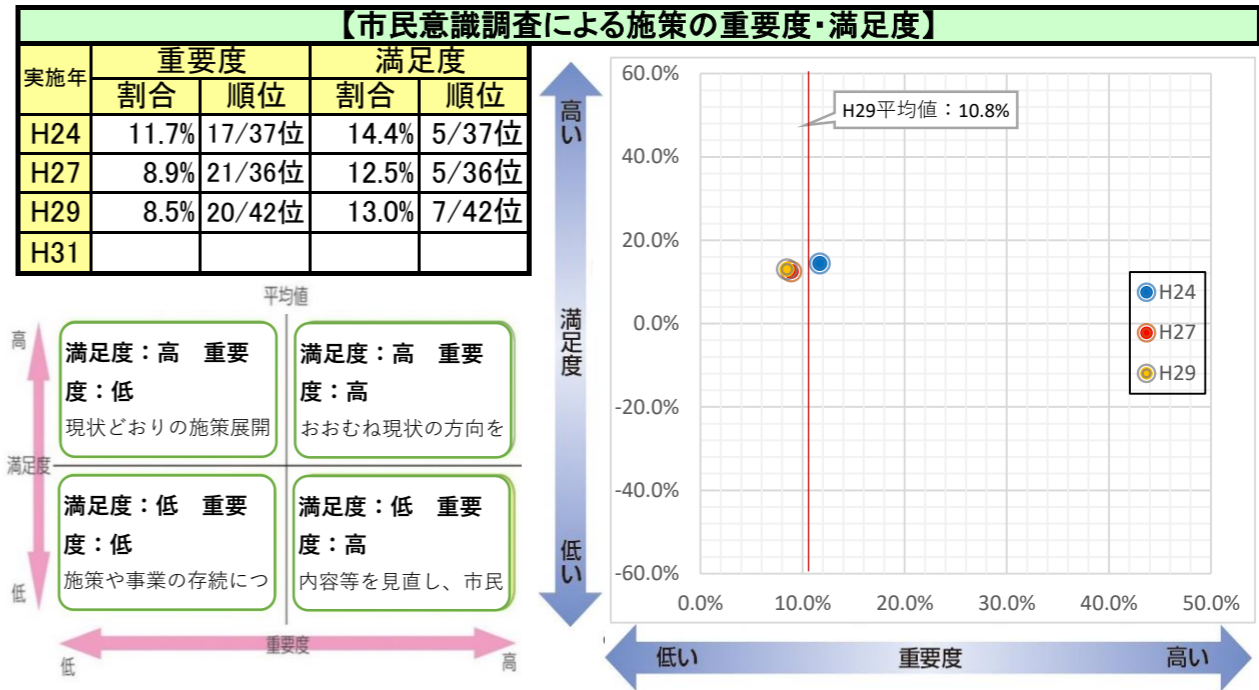 【市民意識調査による施策の重要度･満足度】
実施年 重要度 満足度
割合 順位 割合 順位
H24 11.7% 17/37位 14.4% 5/37位
H27 8.9% 21/36位 12.5% 5/36位
H29 8.5% 20/42位 13.0% 7/42位
H31
平均値
高
満足度：高　重要
度：低
現状どおりの施策展開
満足度：高　重要
度：高
おおむね現状の方向を
満足度
満足度：低　重要
度：低
施策や事業の存続につ
満足度：低　重要
度：高
内容等を見直し、市民
低
重要度
低
高
高い
満足度
低い
60.0%
40.0%
20.0%
0.0%
-20.0%
-40.0%
-60.0%
H29平均値：10.8%
H24
H27
H29
0.0% 10.0% 20.0% 30.0% 40.0% 50.0%
低い 重要度 高い